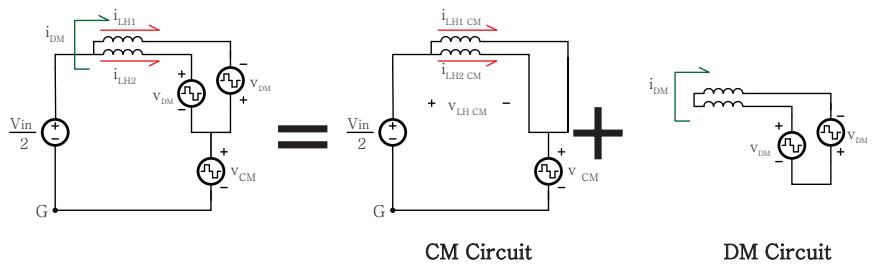 i_DM
i_LH1
i_LH2
+
−
v_DM
−
+
v_DM
Vin
2
+
−
+
−
v_CM
G
=
i_LH1 CM
i_LH2 CM
+ v_LH CM −
Vin
2
+
−
+
−
v_CM
G
CM Circuit
+
i_DM
+
−
v_DM
−
+
v_DM
DM Circuit